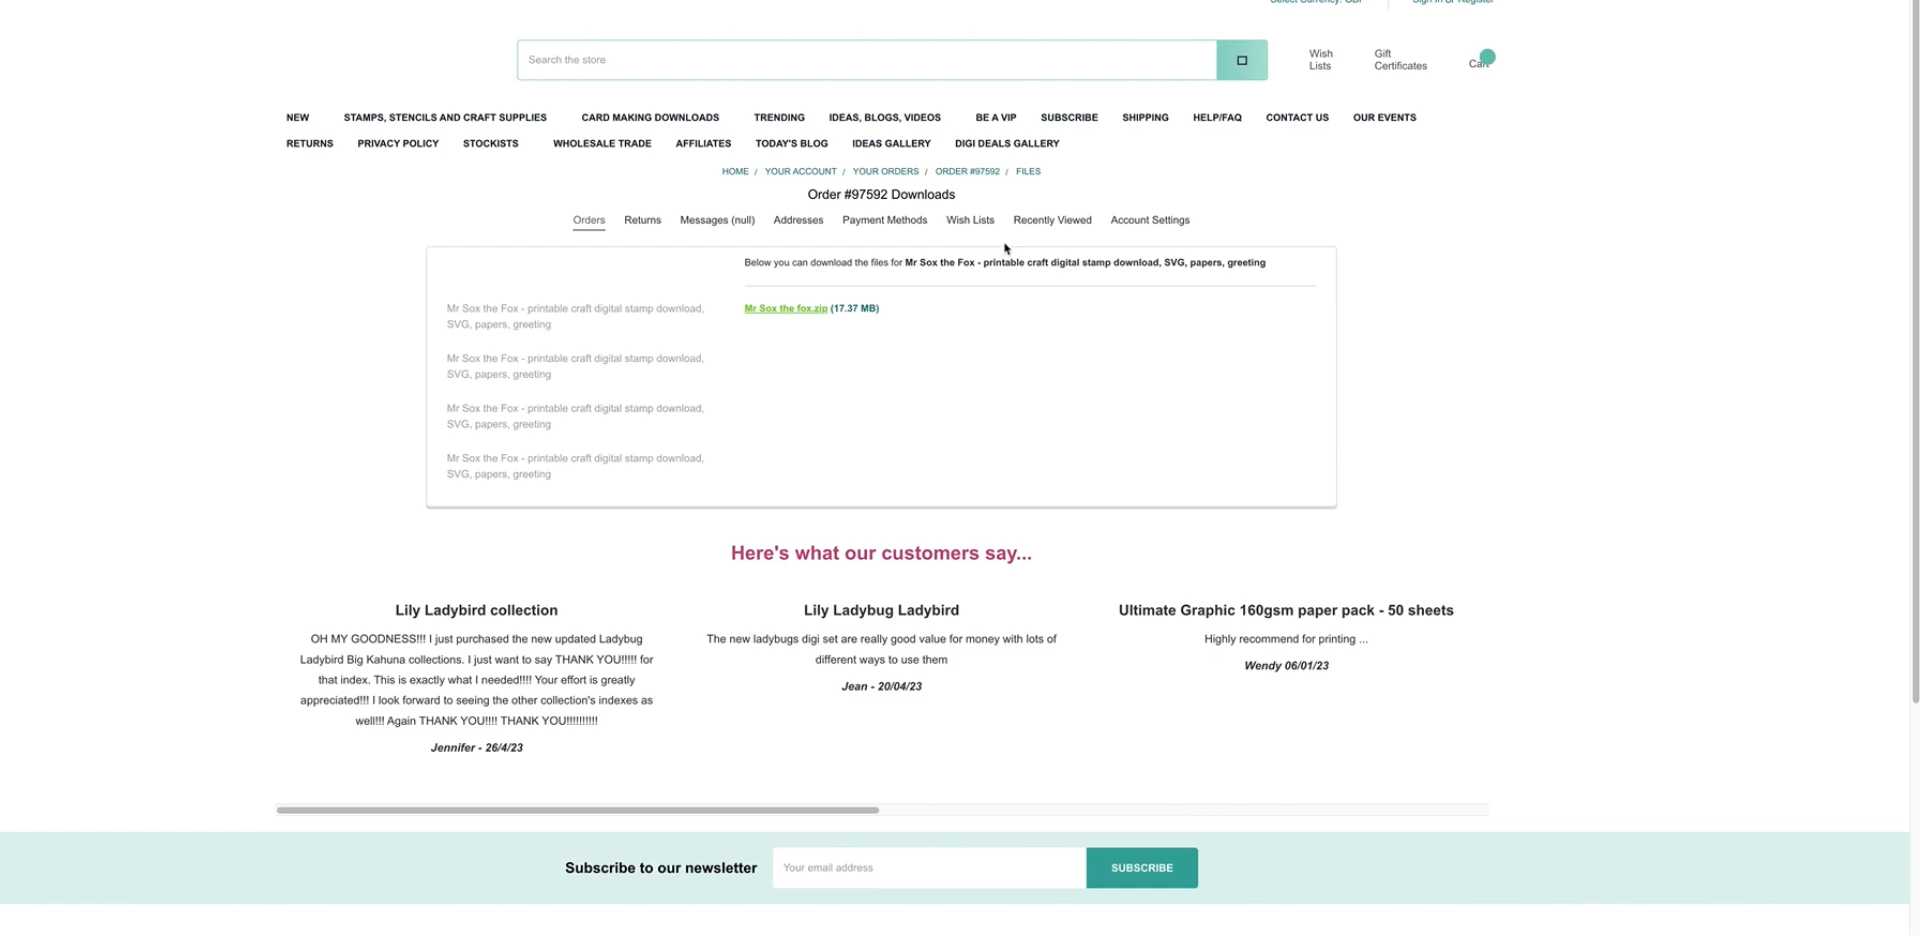 Select Currency: GBP Sign in or Register
Search the store
Wish
Lists
Gift
Certificates
Cart
NEW STAMPS, STENCILS AND CRAFT SUPPLIES CARD MAKING DOWNLOADS TRENDING IDEAS, BLOGS, VIDEOS BE A VIP SUBSCRIBE SHIPPING HELP/FAQ CONTACT US OUR EVENTS
RETURNS PRIVACY POLICY STOCKISTS WHOLESALE TRADE AFFILIATES TODAY'S BLOG IDEAS GALLERY DIGI DEALS GALLERY
HOME / YOUR ACCOUNT / YOUR ORDERS / ORDER #97592 / FILES
Order #97592 Downloads
Orders Returns Messages (null) Addresses Payment Methods Wish Lists Recently Viewed Account Settings
Below you can download the files for Mr Sox the Fox - printable craft digital stamp download, SVG, papers, greeting
Mr Sox the fox.zip (17.37 MB)
Mr Sox the Fox - printable craft digital stamp download,
SVG, papers, greeting
Mr Sox the Fox - printable craft digital stamp download,
SVG, papers, greeting
Mr Sox the Fox - printable craft digital stamp download,
SVG, papers, greeting
Mr Sox the Fox - printable craft digital stamp download,
SVG, papers, greeting
Here's what our customers say...
Lily Ladybird collection
OH MY GOODNESS!!! I just purchased the new updated Ladybug
Ladybird Big Kahuna collections. I just want to say THANK YOU!!!!! for
that index. This is exactly what I needed!!!! Your effort is greatly
appreciated!!! I look forward to seeing the other collection's indexes as
well!!! Again THANK YOU!!!! THANK YOU!!!!!!!!!!
Jennifer - 26/4/23
Lily Ladybug Ladybird
The new ladybugs digi set are really good value for money with lots of
different ways to use them
Jean - 20/04/23
Ultimate Graphic 160gsm paper pack - 50 sheets
Highly recommend for printing ...
Wendy 06/01/23
Subscribe to our newsletter
Your email address
SUBSCRIBE